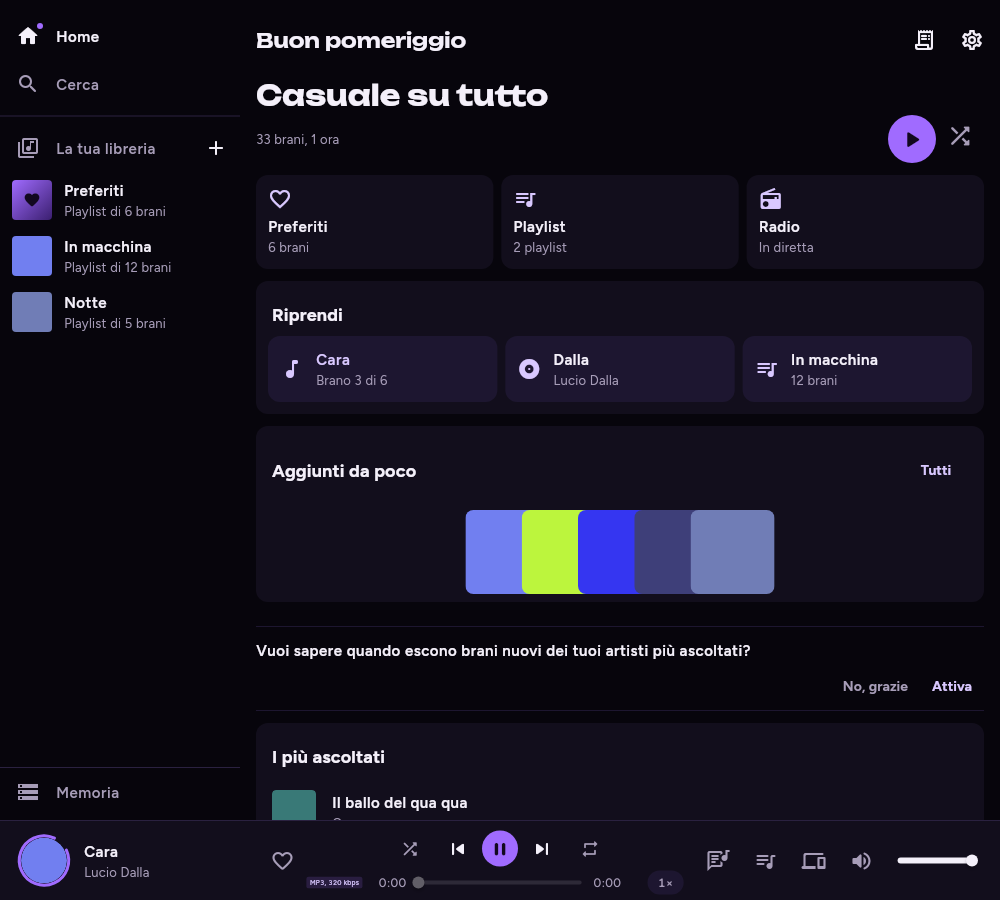 Home
Cerca
La tua libreria
Preferiti
Playlist di 6 brani
In macchina
Playlist di 12 brani
Notte
Playlist di 5 brani
Memoria
Buon pomeriggio
Casuale su tutto
33 brani, 1 ora
Preferiti
6 brani
Playlist
2 playlist
Radio
In diretta
Riprendi
Cara
Brano 3 di 6
Dalla
Lucio Dalla
In macchina
12 brani
Aggiunti da poco
Tutti
Vuoi sapere quando escono brani nuovi dei tuoi artisti più ascoltati?
No, grazie
Attiva
I più ascoltati
Il ballo del qua qua
Cara
Lucio Dalla
MP3, 320 kbps
0:00
0:00
1×